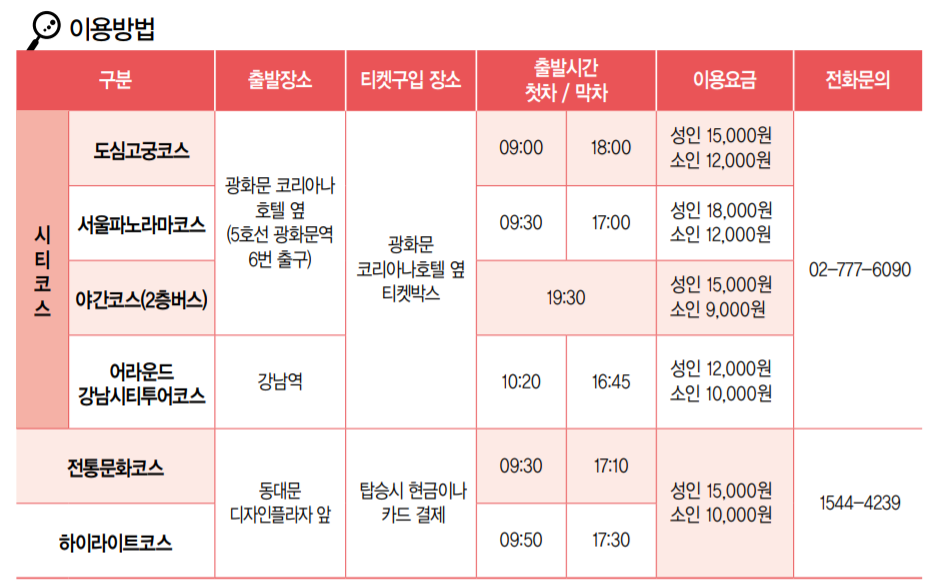 이용방법
구분
출발장소
티켓구입 장소
출발시간
첫차 / 막차
이용요금
전화문의
시
티
코
스
도심고궁코스
광화문 코리아나
호텔 옆
(5호선 광화문역
6번 출구)
광화문
코리아나호텔 옆
티켓박스
09:00
18:00
성인 15,000원
소인 12,000원
02-777-6090
서울파노라마코스
09:30
17:00
성인 18,000원
소인 12,000원
야간코스(2층버스)
19:30
성인 15,000원
소인 9,000원
어라운드
강남시티투어코스
강남역
10:20
16:45
성인 12,000원
소인 10,000원
전통문화코스
동대문
디자인플라자 앞
탑승시 현금이나
카드 결제
09:30
17:10
성인 15,000원
소인 10,000원
1544-4239
하이라이트코스
09:50
17:30